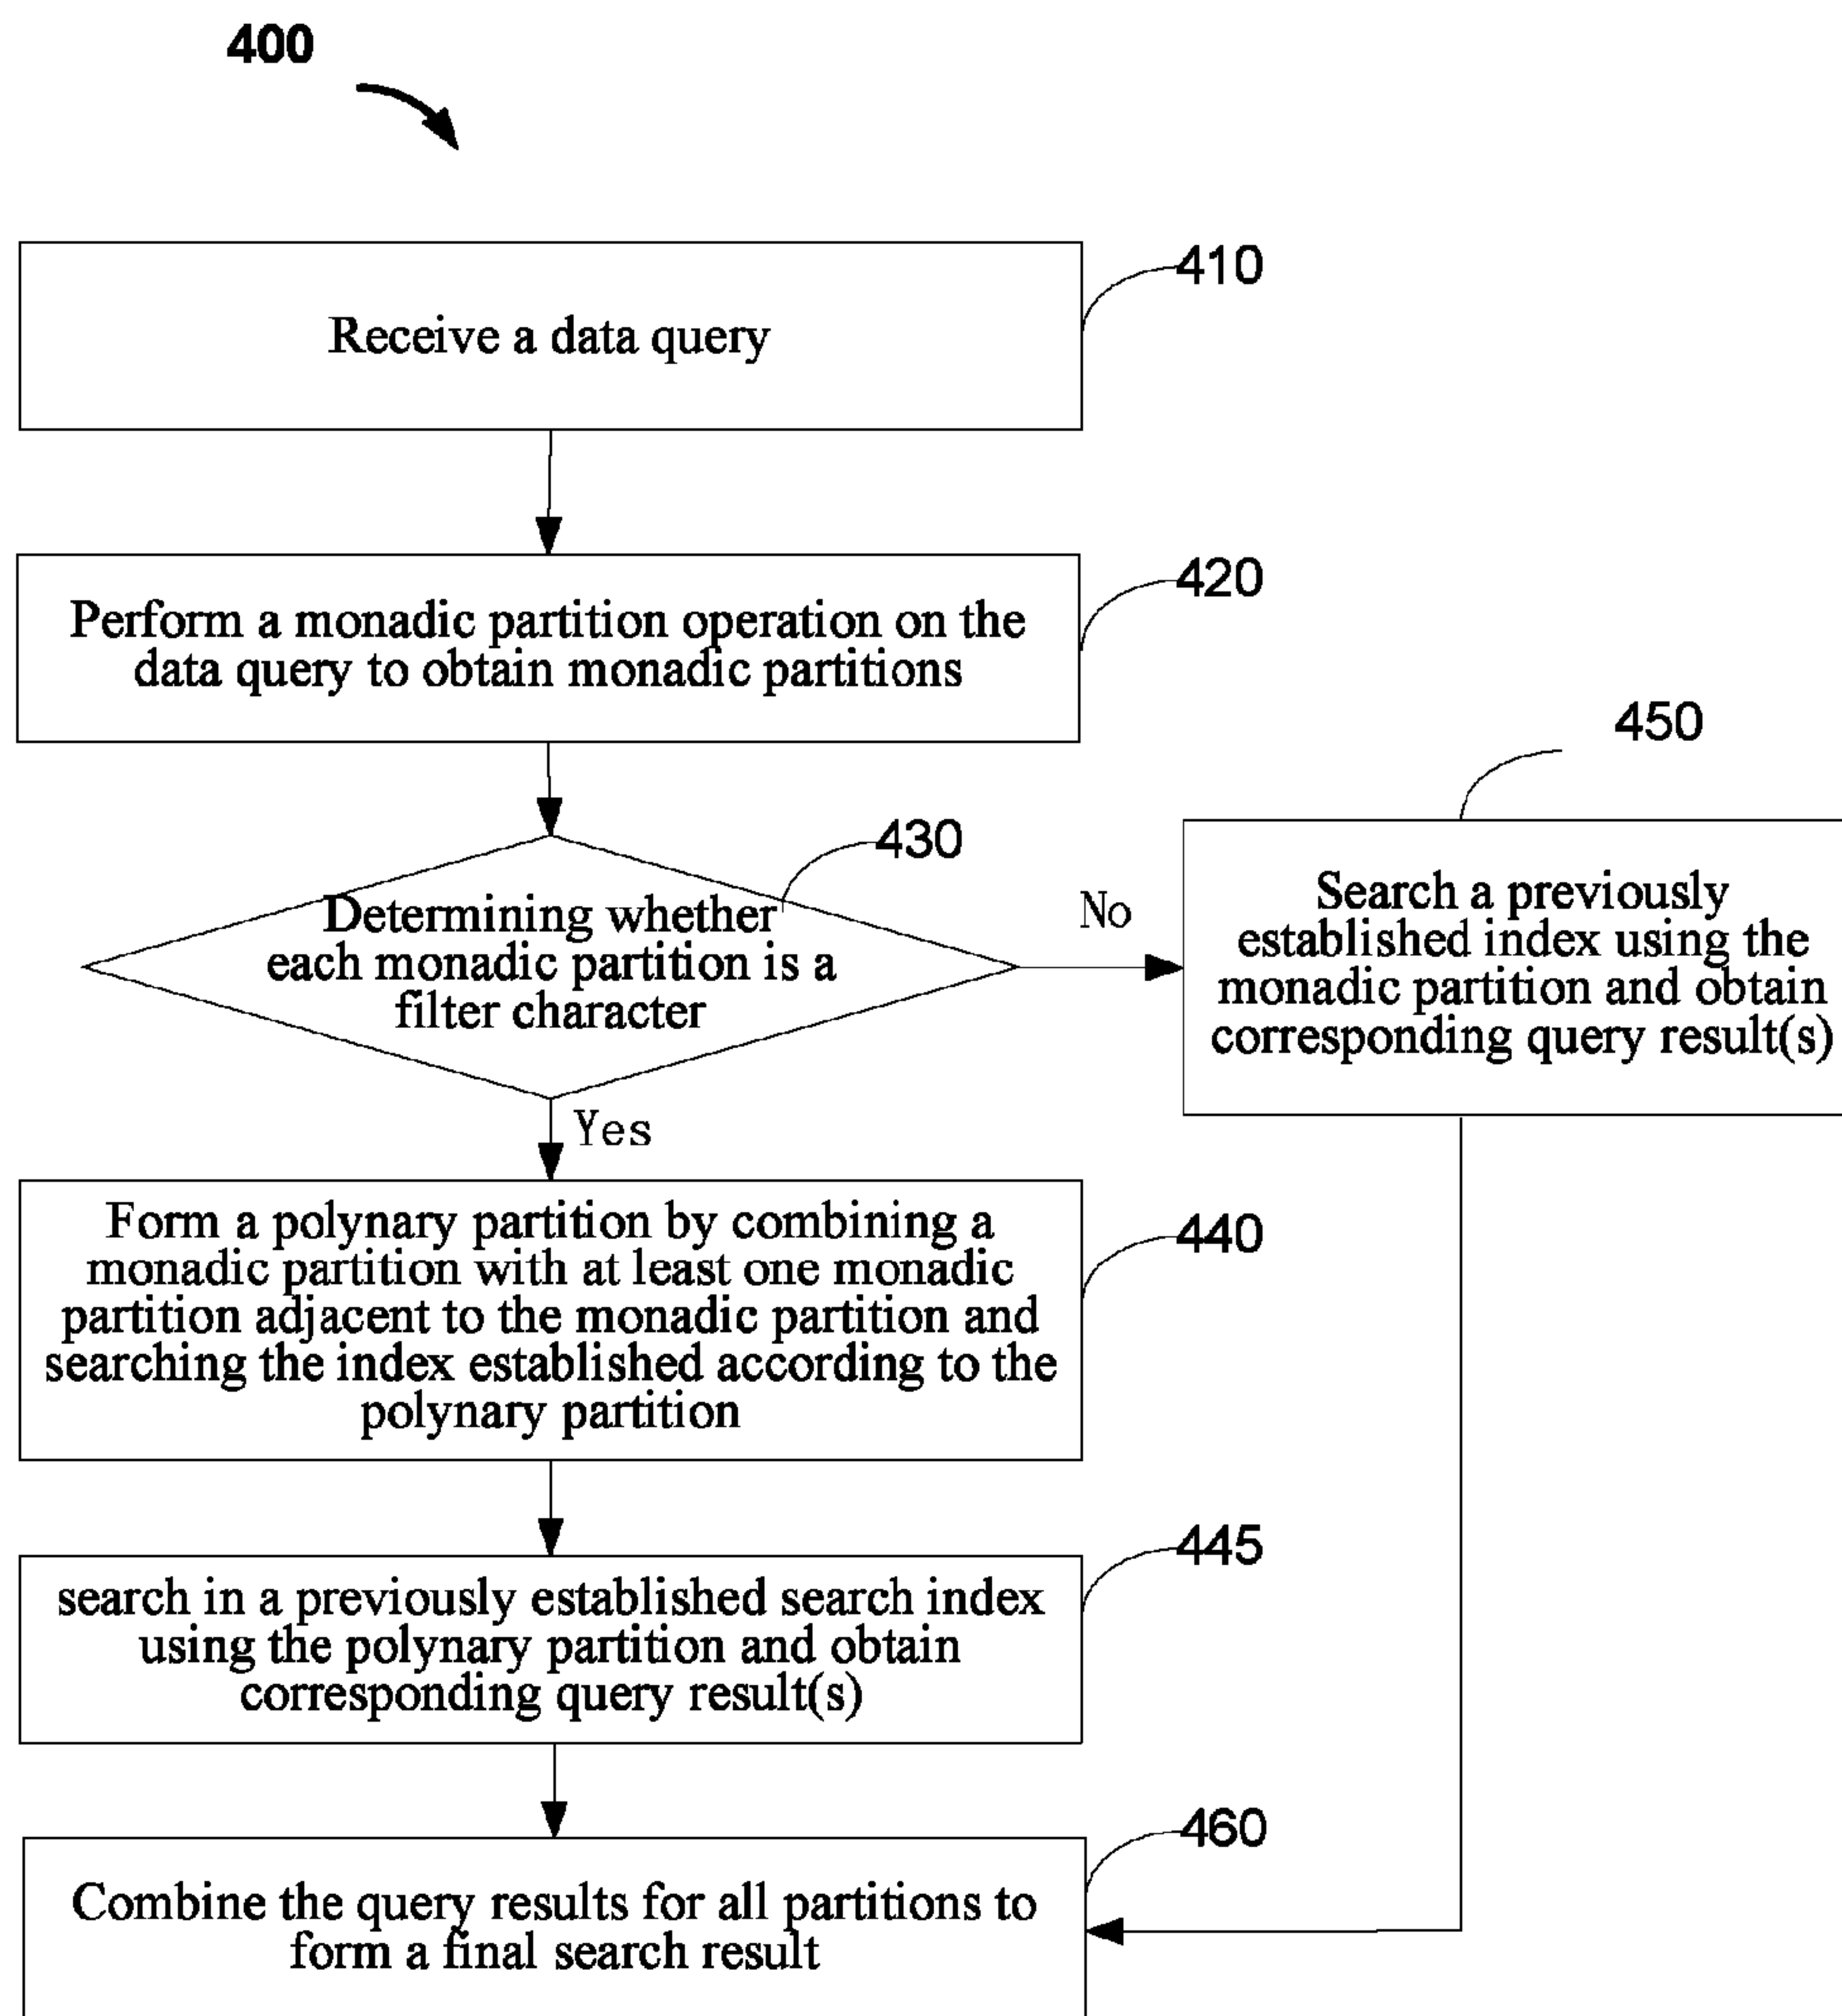 400
410
Receive a data query
420
Perform a monadic partition operation on the
data query to obtain monadic partitions
430
Determining whether
each monadic partition is a
filter character
No
450
Search a previously
established index using the
monadic partition and obtain
corresponding query result(s)
Yes
440
Form a polynary partition by combining a
monadic partition with at least one monadic
partition adjacent to the monadic partition and
searching the index established according to the
polynary partition
445
search in a previously established search index
using the polynary partition and obtain
corresponding query result(s)
460
Combine the query results for all partitions to
form a final search result